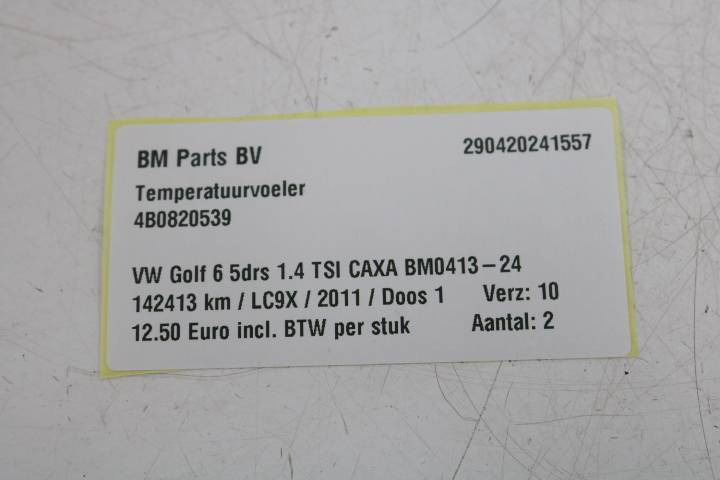 BM Parts BV 290420241557
Temperatuurvoeler
4B0820539
VW Golf 6 5drs 1.4 TSI CAXA BM0413-24
142413 km / LC9X / 2011 / Doos 1 Verz: 10
12.50 Euro incl. BTW per stuk Aantal: 2